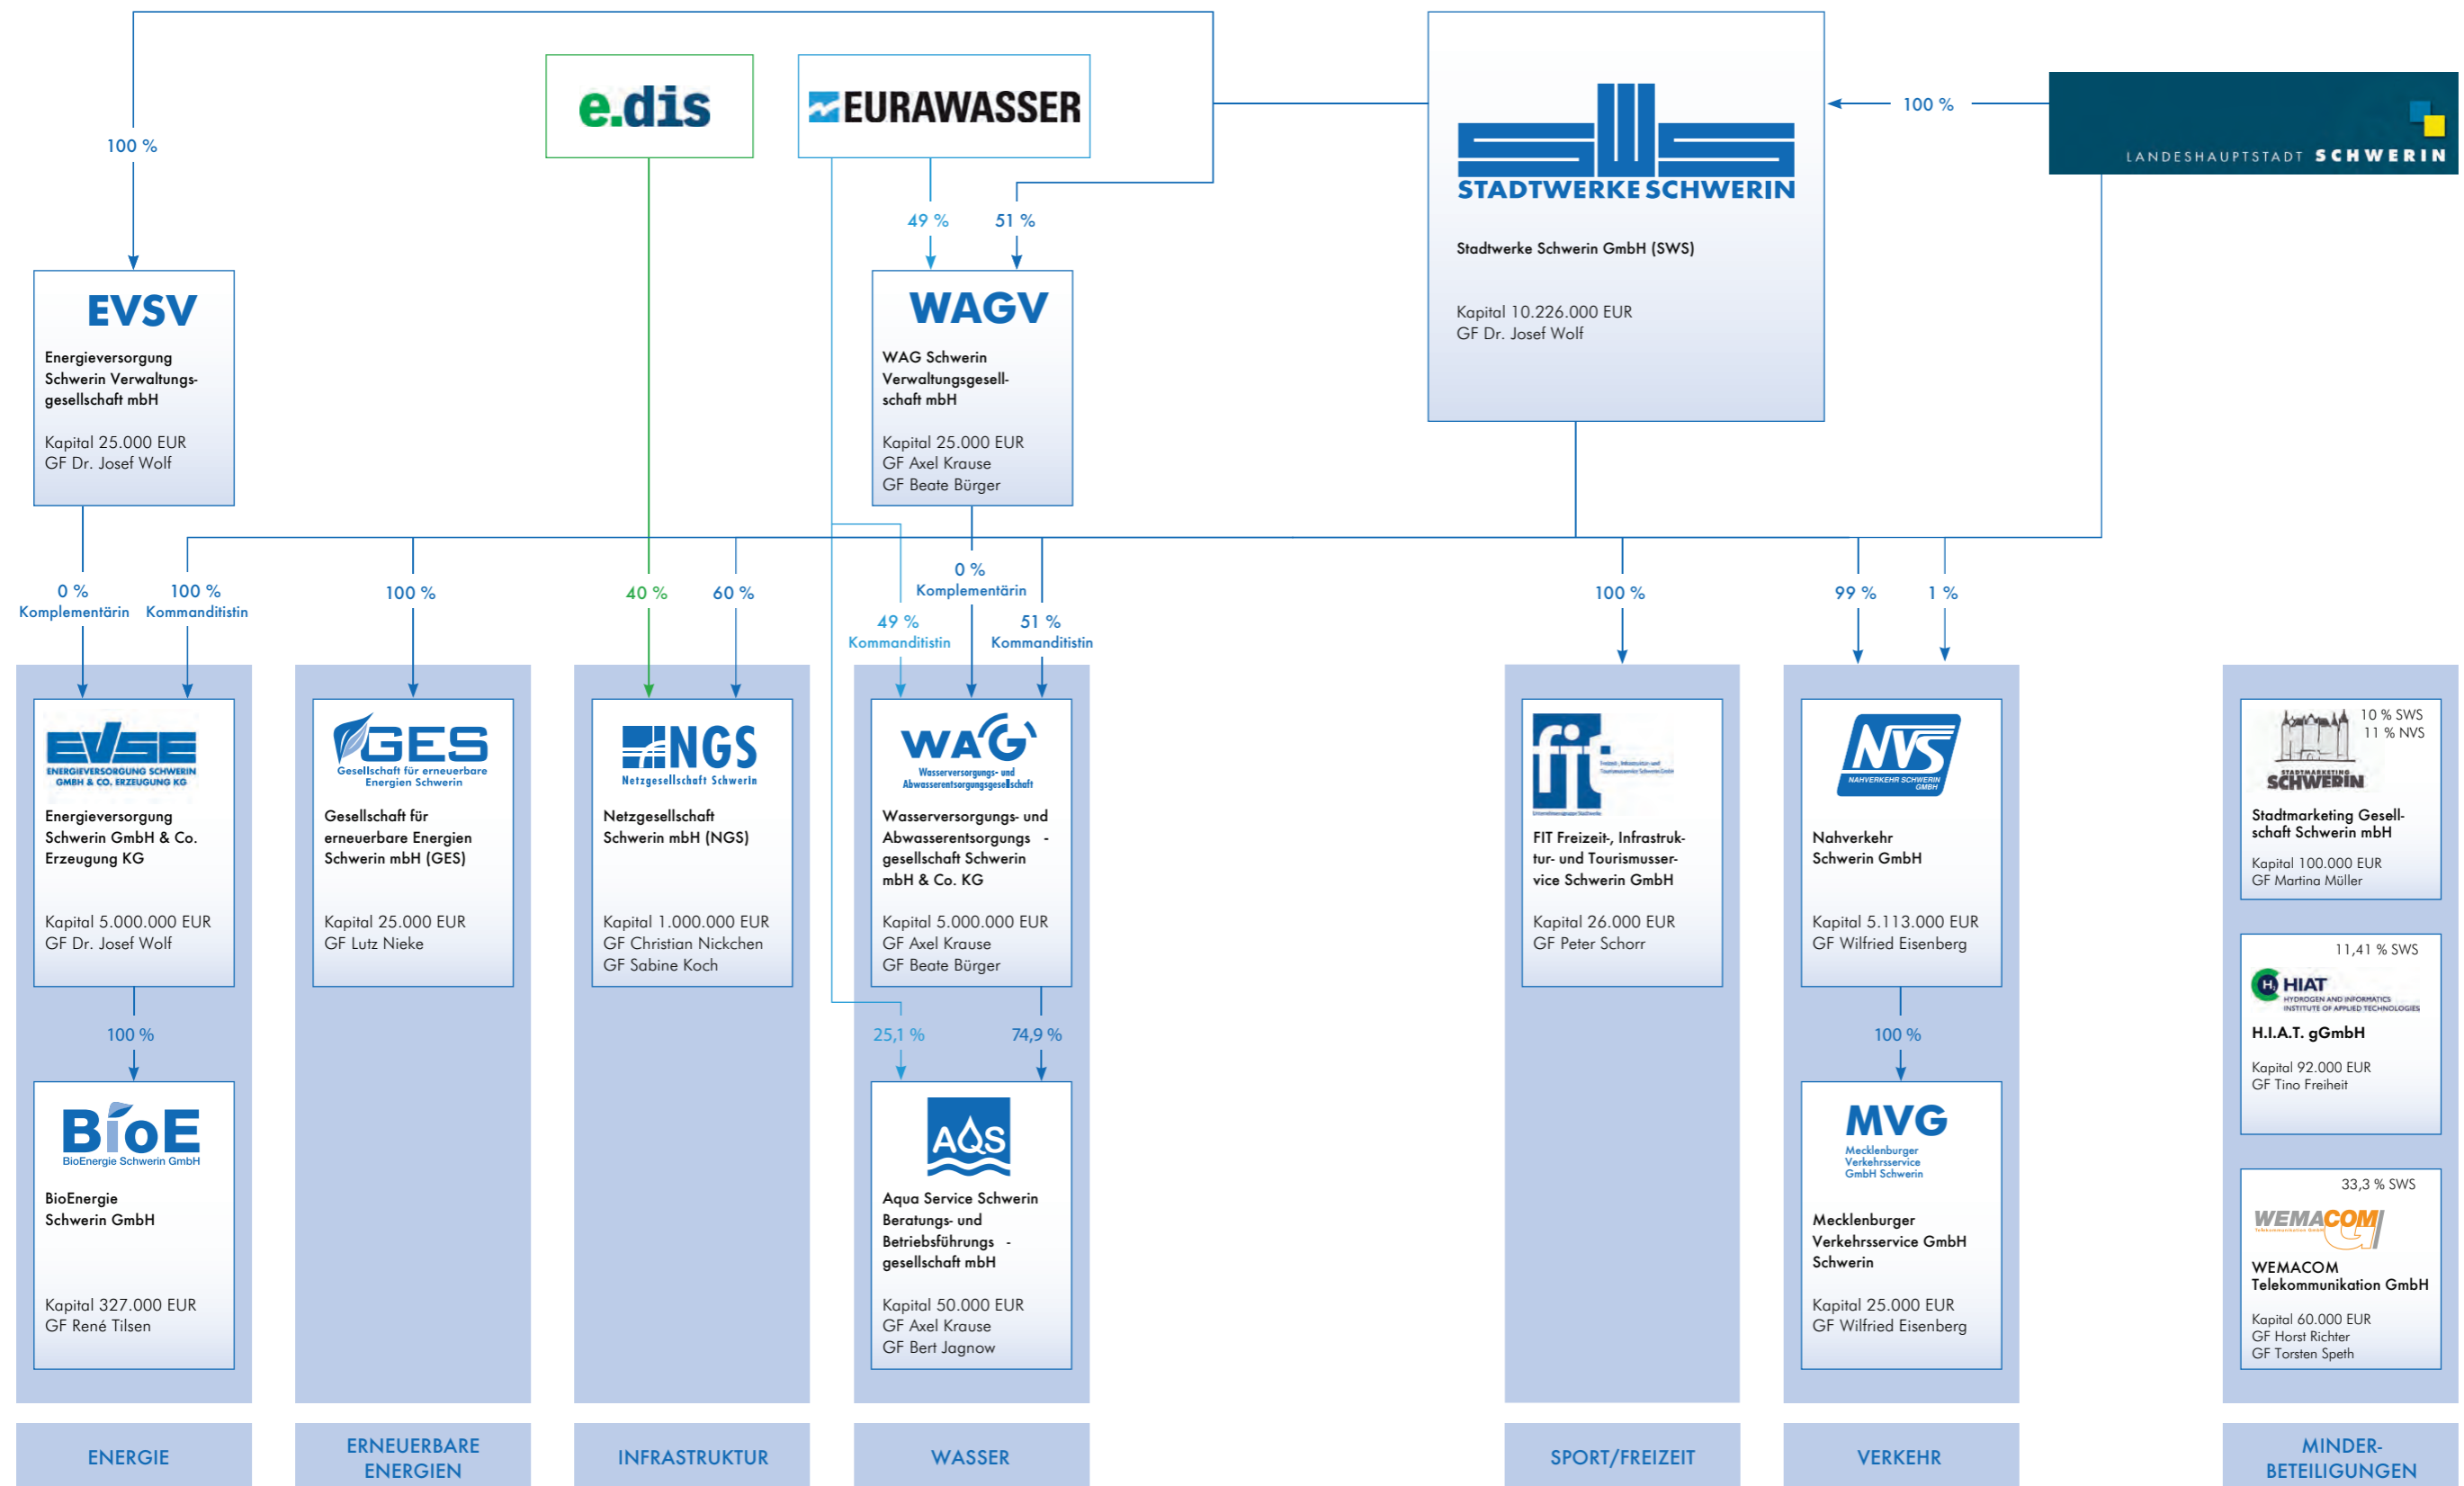 e.dis
EURAWASSER
SWS
STADTWERKE SCHWERIN
Stadtwerke Schwerin GmbH (SWS)
Kapital 10.226.000 EUR
GF Dr. Josef Wolf
100 %
LANDESHAUPTSTADT SCHWERIN
100 %
49 %
51 %
EVSV
Energieversorgung
Schwerin Verwaltungs-
gesellschaft mbH
Kapital 25.000 EUR
GF Dr. Josef Wolf
WAGV
WAG Schwerin
Verwaltungsgesell-
schaft mbH
Kapital 25.000 EUR
GF Axel Krause
GF Beate Bürger
0 %
Komplementärin
100 %
Kommanditistin
100 %
40 %
60 %
0 %
Komplementärin
49 %
Kommanditistin
51 %
Kommanditistin
100 %
99 %
1 %
EVSE
ENERGIEVERSORGUNG SCHWERIN
GMBH & CO. ERZEUGUNG KG
Energieversorgung
Schwerin GmbH & Co.
Erzeugung KG
Kapital 5.000.000 EUR
GF Dr. Josef Wolf
100 %
BioE
BioEnergie Schwerin GmbH
BioEnergie
Schwerin GmbH
Kapital 327.000 EUR
GF René Tilsen
ENERGIE
GES
Gesellschaft für erneuerbare
Energien Schwerin
Gesellschaft für
erneuerbare Energien
Schwerin mbH (GES)
Kapital 25.000 EUR
GF Lutz Nieke
ERNEUERBARE
ENERGIEN
NGS
Netzgesellschaft Schwerin
Netzgesellschaft
Schwerin mbH (NGS)
Kapital 1.000.000 EUR
GF Christian Nickchen
GF Sabine Koch
INFRASTRUKTUR
WAG
Wasserversorgungs- und
Abwasserentsorgungsgesellschaft
Wasserversorgungs- und
Abwasserentsorgungs -
gesellschaft Schwerin
mbH & Co. KG
Kapital 5.000.000 EUR
GF Axel Krause
GF Beate Bürger
25,1 %
74,9 %
AQS
Aqua Service Schwerin
Beratungs- und
Betriebsführungs -
gesellschaft mbH
Kapital 50.000 EUR
GF Axel Krause
GF Bert Jagnow
WASSER
fit
Freizeit-, Infrastruktur- und
Tourismusservice Schwerin GmbH
FIT Freizeit-, Infrastruk-
tur- und Tourismusser-
vice Schwerin GmbH
Kapital 26.000 EUR
GF Peter Schorr
SPORT/FREIZEIT
NVS
NAHVERKEHR SCHWERIN
GMBH
Nahverkehr
Schwerin GmbH
Kapital 5.113.000 EUR
GF Wilfried Eisenberg
100 %
MVG
Mecklenburger
Verkehrsservice
GmbH Schwerin
Mecklenburger
Verkehrsservice GmbH
Schwerin
Kapital 25.000 EUR
GF Wilfried Eisenberg
VERKEHR
10 % SWS
11 % NVS
STADTMARKETING
SCHWERIN
Stadtmarketing Gesell-
schaft Schwerin mbH
Kapital 100.000 EUR
GF Martina Müller
11,41 % SWS
H2 HIAT
HYDROGEN AND INFORMATICS
INSTITUTE OF APPLIED TECHNOLOGIES
H.I.A.T. gGmbH
Kapital 92.000 EUR
GF Tino Freiheit
33,3 % SWS
WEMACOM
Telekommunikation GmbH
WEMACOM
Telekommunikation GmbH
Kapital 60.000 EUR
GF Horst Richter
GF Torsten Speth
MINDER-
BETEILIGUNGEN